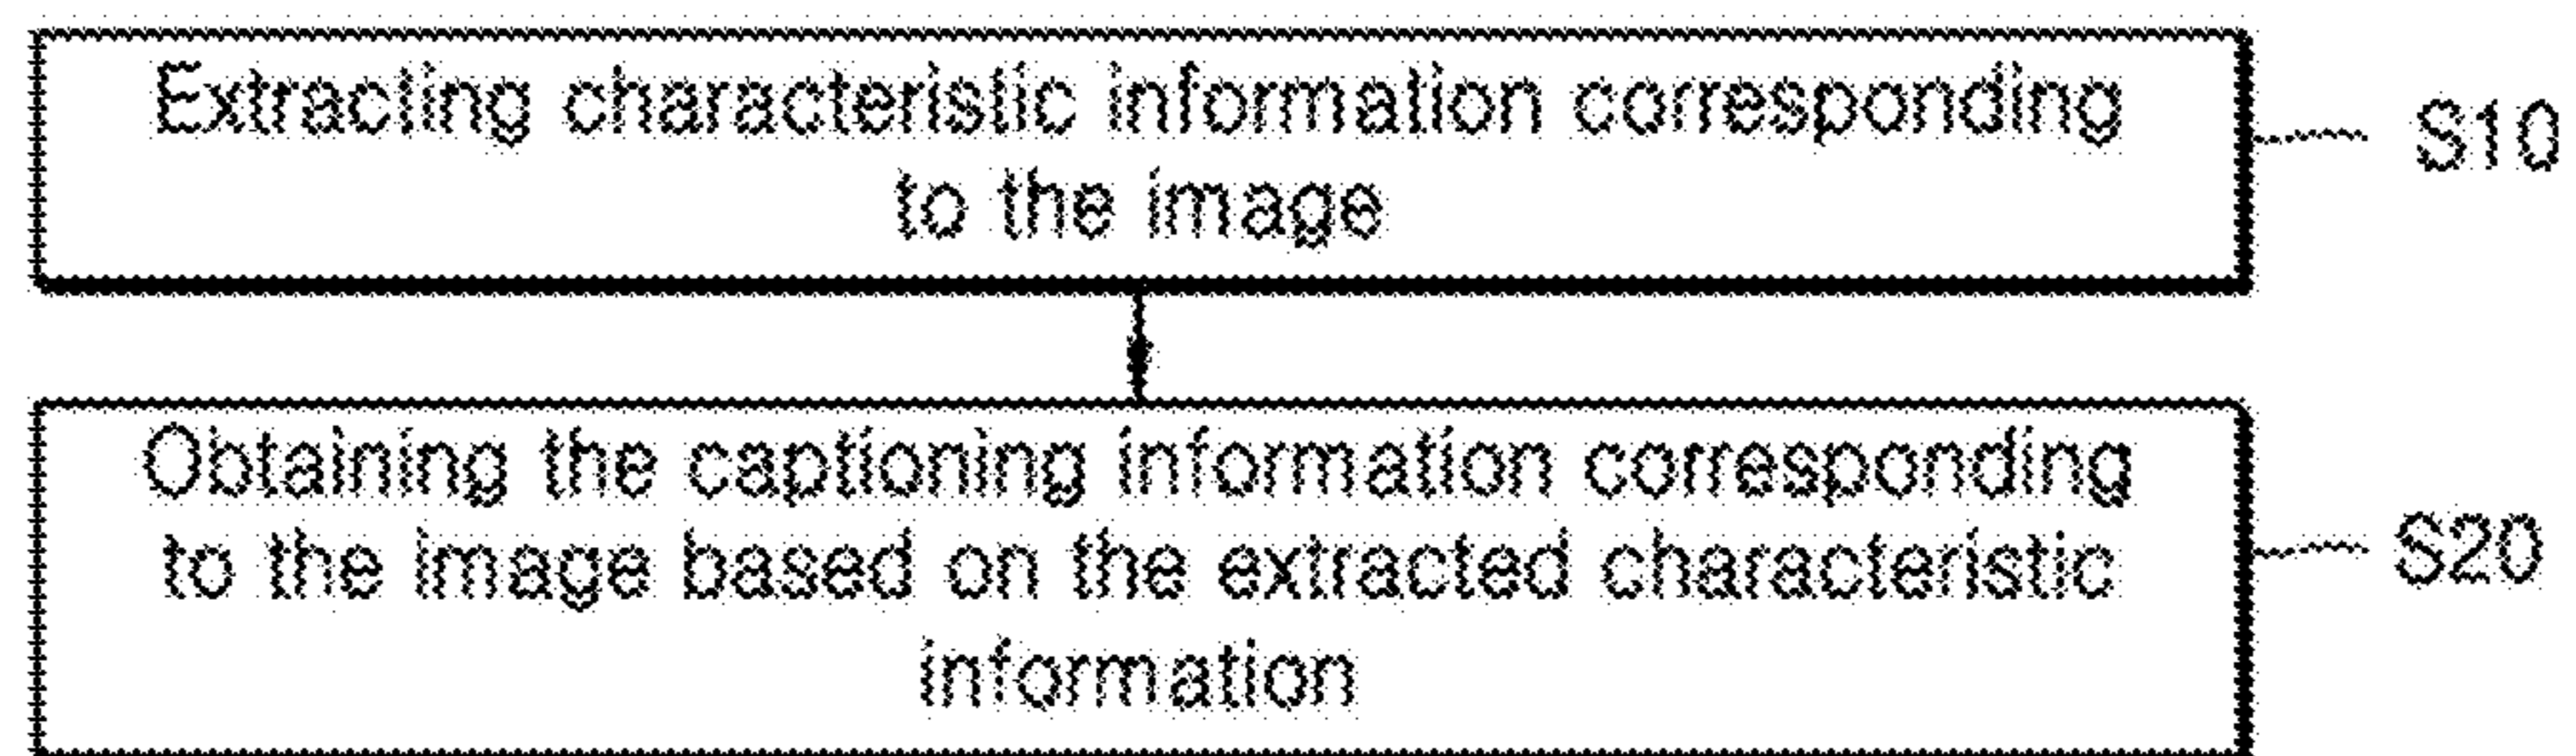 Extracting characteristic information corresponding
to the image
S10
Obtaining the captioning information corresponding
to the image based on the extracted characteristic
information
S20